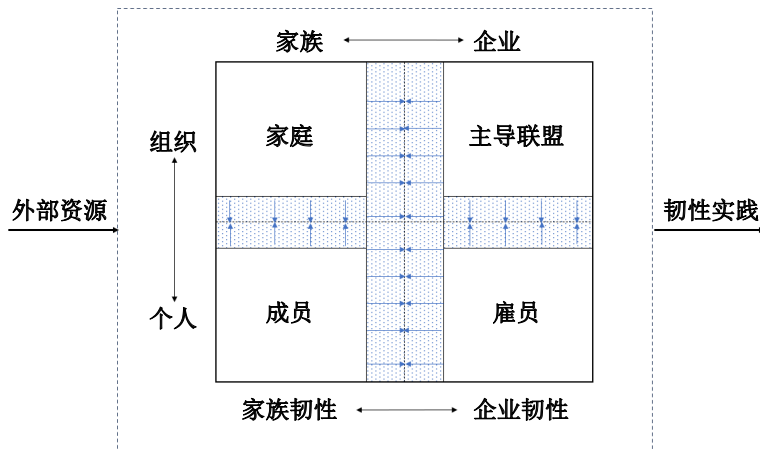 家族 企业
组织
家庭 主导联盟
外部资源 韧性实践
个人
成员 雇员
家族韧性 企业韧性